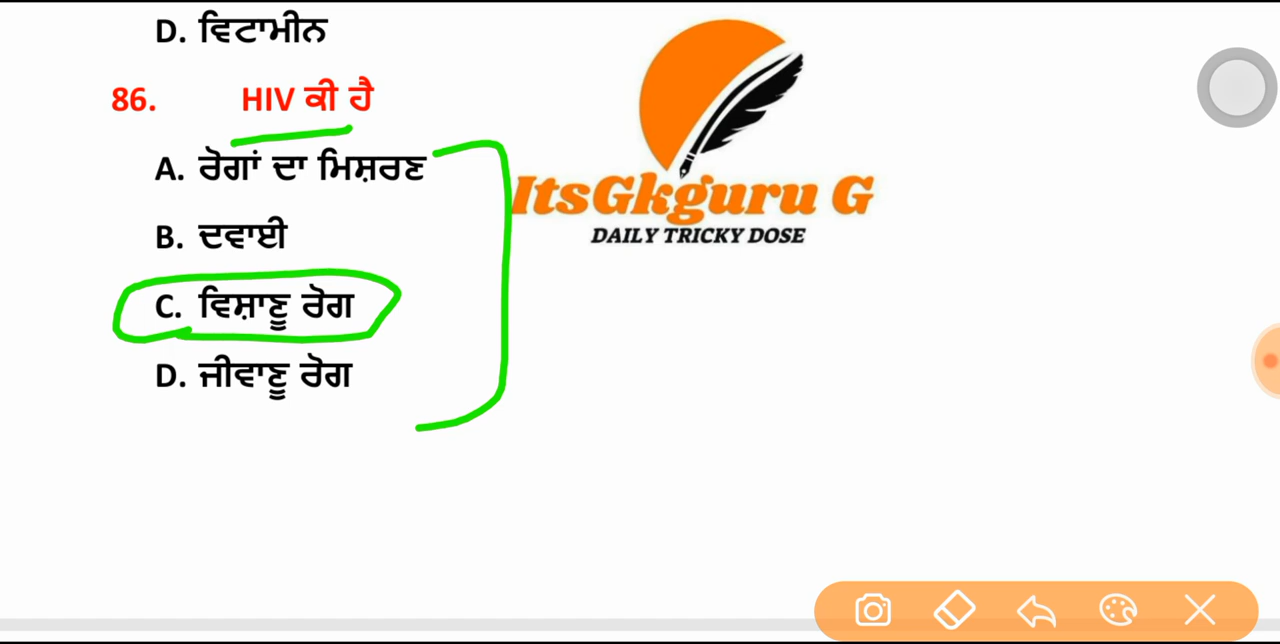 D. ਵਿਟਾਮੀਨ
86. HIV ਕੀ ਹੈ
A. ਰੋਗਾਂ ਦਾ ਮਿਸ਼ਰਣ
B. ਦਵਾਈ
C. ਵਿਸ਼ਾਣੂ ਰੋਗ
D. ਜੀਵਾਣੂ ਰੋਗ
ItsGkguru G
DAILY TRICKY DOSE